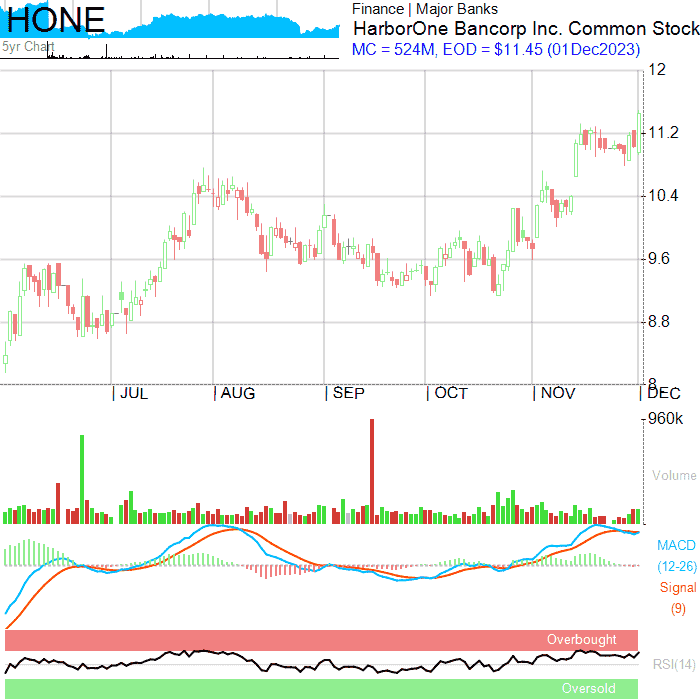 HONE
5yr Chart
Finance | Major Banks
HarborOne Bancorp Inc. Common Stock
MC = 524M, EOD = $11.45 (01Dec2023)
12
11.2
10.4
9.6
8.8
8
| JUL | AUG | SEP | OCT | NOV | DEC
960k
Volume
MACD
(12-26)
Signal
(9)
Overbought
RSI(14)
Oversold